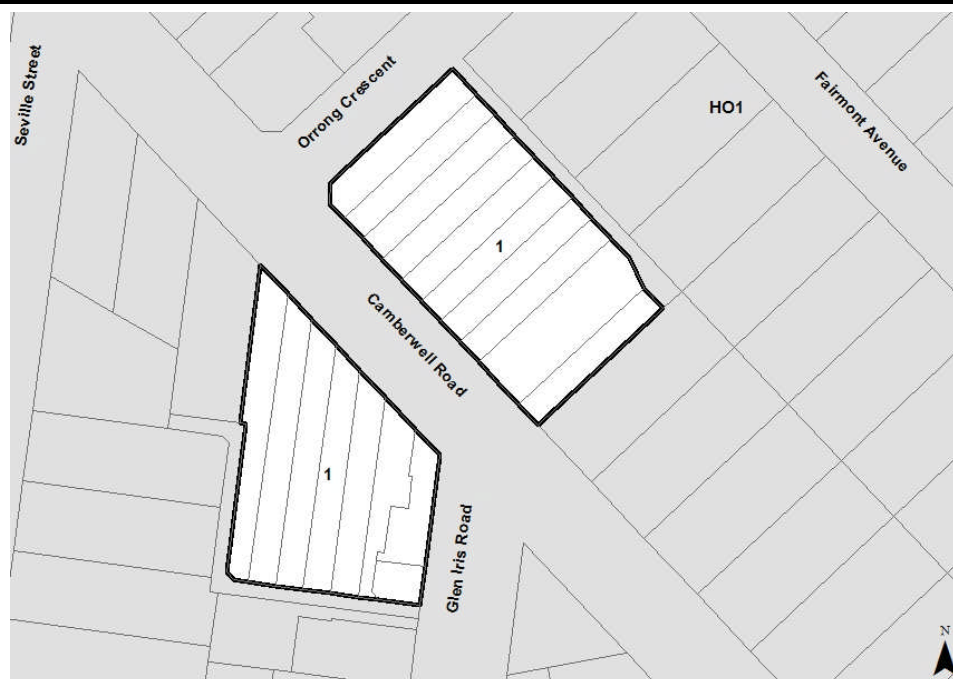 Seville Street
Orrong Crescent
HO1
Fairmont Avenue
1
Camberwell Road
1
Glen Iris Road
N